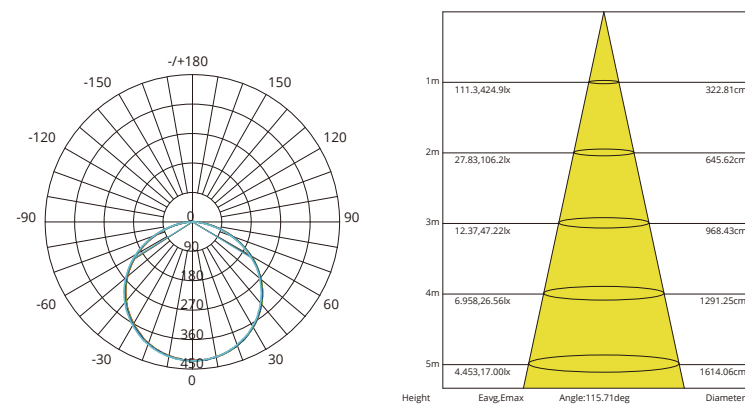 -/+180
-150
150
-120
120
-90
0
90
90
180
-60
60
270
360
-30
30
450
0
1m
111.3,424.9lx
322.81cm
2m
27.83,106.2lx
645.62cm
3m
12.37,47.22lx
968.43cm
4m
6.958,26.56lx
1291.25cm
5m
4.453,17.00lx
1614.06cm
Height
Eavg,Emax
Angle:115.71deg
Diameter